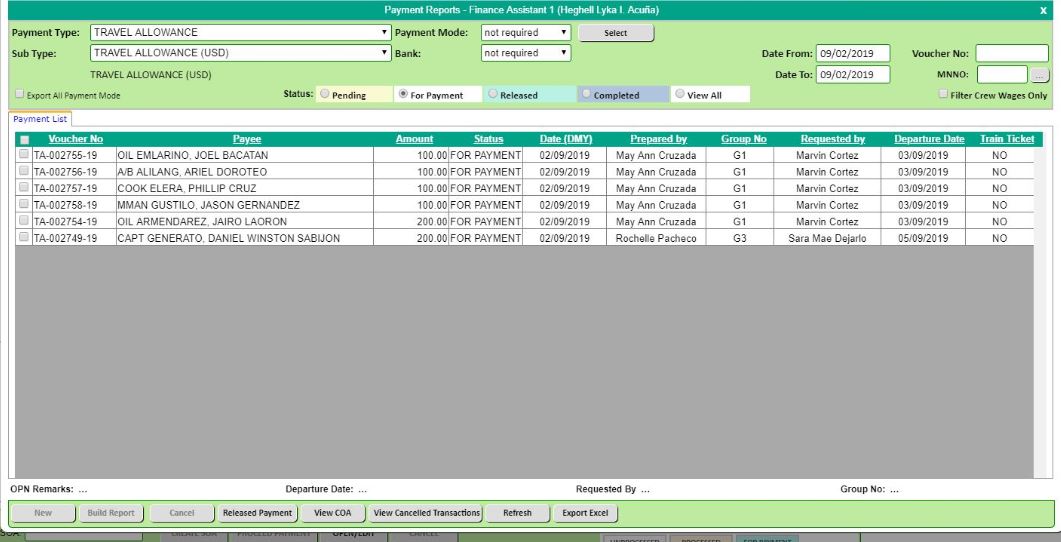 Payment Reports - Finance Assistant 1 (Heghell Lyka I. Acuña) x
Payment Type: TRAVEL ALLOWANCE Payment Mode: not required Select
Sub Type: TRAVEL ALLOWANCE (USD) Bank: not required Date From: 09/02/2019 Voucher No:
TRAVEL ALLOWANCE (USD) Date To: 09/02/2019 MNNO: ...
Export All Payment Mode Status: Pending For Payment Released Completed View All Filter Crew Wages Only
Payment List
Voucher No Payee Amount Status Date (DMY) Prepared by Group No Requested by Departure Date Train Ticket
TA-002755-19 OIL EMLARINO, JOEL BACATAN 100.00 FOR PAYMENT 02/09/2019 May Ann Cruzada G1 Marvin Cortez 03/09/2019 NO
TA-002756-19 A/B ALILANG, ARIEL DOROTEO 100.00 FOR PAYMENT 02/09/2019 May Ann Cruzada G1 Marvin Cortez 03/09/2019 NO
TA-002757-19 COOK ELERA, PHILLIP CRUZ 100.00 FOR PAYMENT 02/09/2019 May Ann Cruzada G1 Marvin Cortez 03/09/2019 NO
TA-002758-19 MMAN GUSTILO, JASON GERNANDEZ 100.00 FOR PAYMENT 02/09/2019 May Ann Cruzada G1 Marvin Cortez 03/09/2019 NO
TA-002754-19 OIL ARMENDAREZ, JAIRO LAORON 200.00 FOR PAYMENT 02/09/2019 May Ann Cruzada G1 Marvin Cortez 03/09/2019 NO
TA-002749-19 CAPT GENERATO, DANIEL WINSTON SABIJON 200.00 FOR PAYMENT 02/09/2019 Rochelle Pacheco G3 Sara Mae Dejarlo 05/09/2019 NO
OPN Remarks: ... Departure Date: ... Requested By ... Group No: ...
New Build Report Cancel Released Payment View COA View Cancelled Transactions Refresh Export Excel
SOA: CREATE SOA PROCEED PAYMENT OPEN/EDIT CANCEL UNPROCESSED PROCESSED FOR PAYMENT